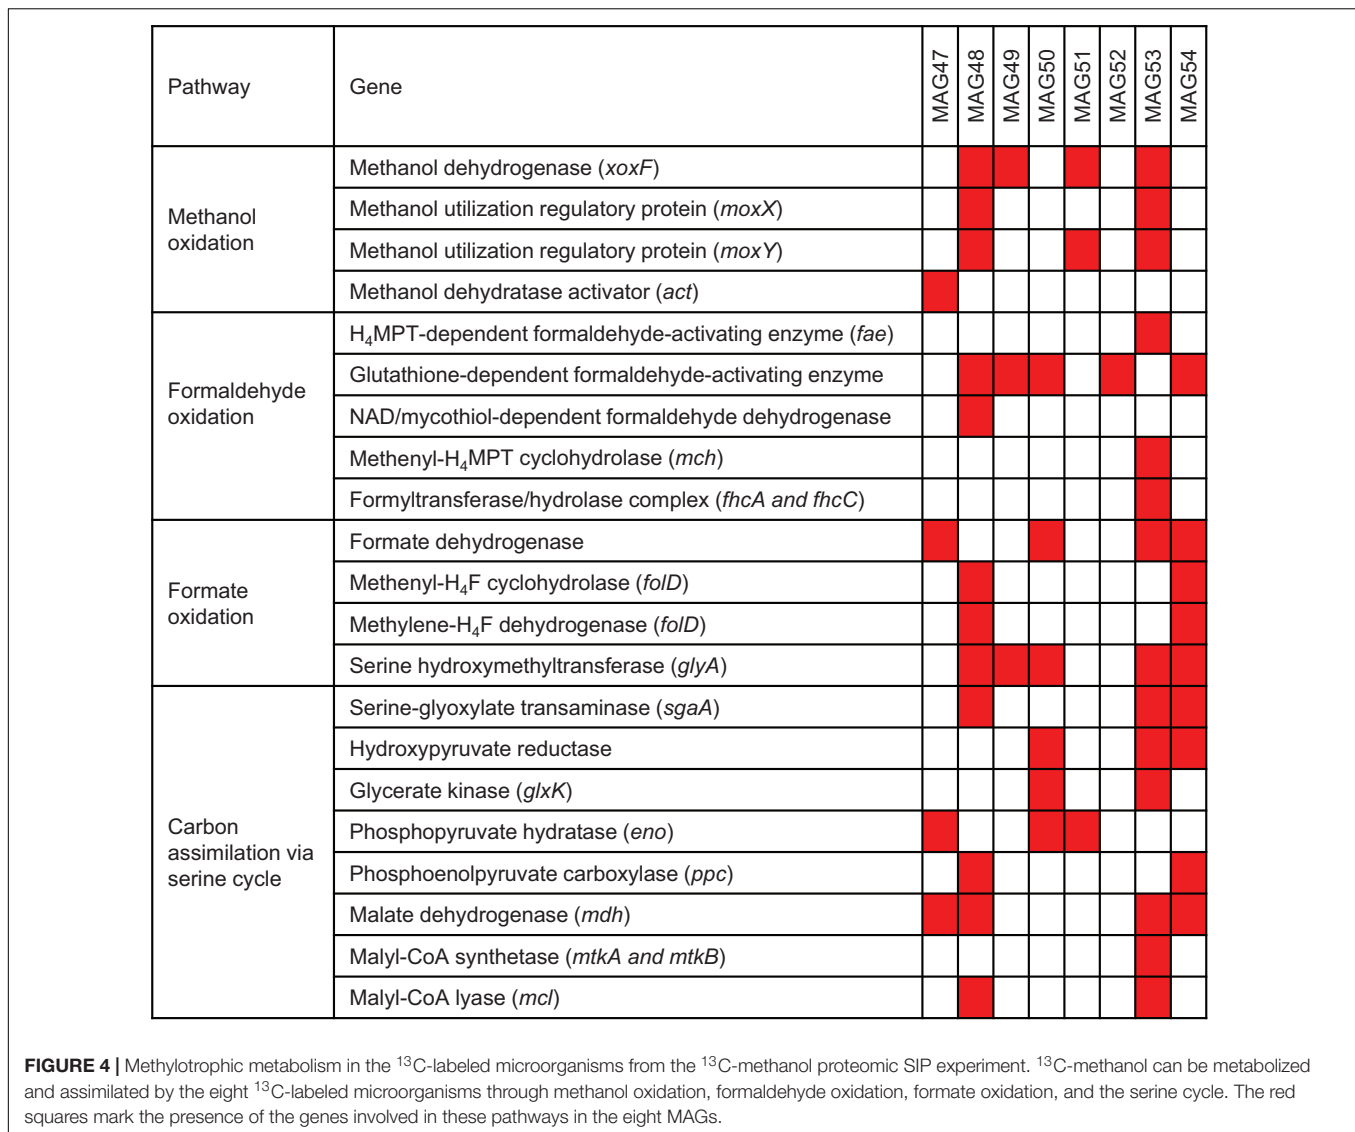 Pathway Gene MAG47 MAG48 MAG49 MAG50 MAG51 MAG52 MAG53 MAG54
Methanol oxidation
Methanol dehydrogenase (xoxF)
Methanol utilization regulatory protein (moxX)
Methanol utilization regulatory protein (moxY)
Methanol dehydratase activator (act)
Formaldehyde oxidation
H₄MPT-dependent formaldehyde-activating enzyme (fae)
Glutathione-dependent formaldehyde-activating enzyme
NAD/mycothiol-dependent formaldehyde dehydrogenase
Methenyl-H₄MPT cyclohydrolase (mch)
Formyltransferase/hydrolase complex (fhcA and fhcC)
Formate oxidation
Formate dehydrogenase
Methenyl-H₄F cyclohydrolase (folD)
Methylene-H₄F dehydrogenase (folD)
Serine hydroxymethyltransferase (glyA)
Carbon assimilation via serine cycle
Serine-glyoxylate transaminase (sgaA)
Hydroxypyruvate reductase
Glycerate kinase (glxK)
Phosphopyruvate hydratase (eno)
Phosphoenolpyruvate carboxylase (ppc)
Malate dehydrogenase (mdh)
Malyl-CoA synthetase (mtkA and mtkB)
Malyl-CoA lyase (mcl)
FIGURE 4 | Methylotrophic metabolism in the ¹³C-labeled microorganisms from the ¹³C-methanol proteomic SIP experiment. ¹³C-methanol can be metabolized
and assimilated by the eight ¹³C-labeled microorganisms through methanol oxidation, formaldehyde oxidation, formate oxidation, and the serine cycle. The red
squares mark the presence of the genes involved in these pathways in the eight MAGs.